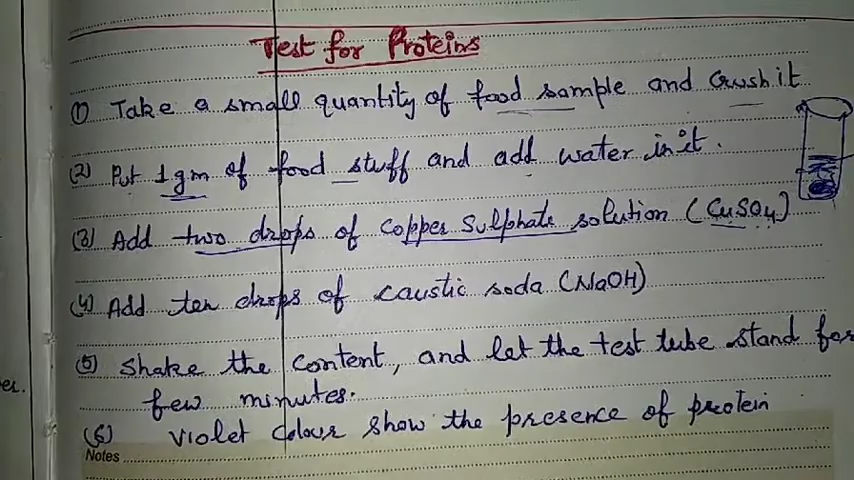 Test for Proteins
(1) Take a small quantity of food sample and Crush it
(2) Put 1gm of food stuff and add water in it.
(3) Add two drops of Copper Sulphate solution (CuSO4)
(4) Add ten drops of caustic soda (NaOH)
(5) Shake the content, and let the test tube stand for
few minutes.
(6) violet colour show the presence of protein
Notes